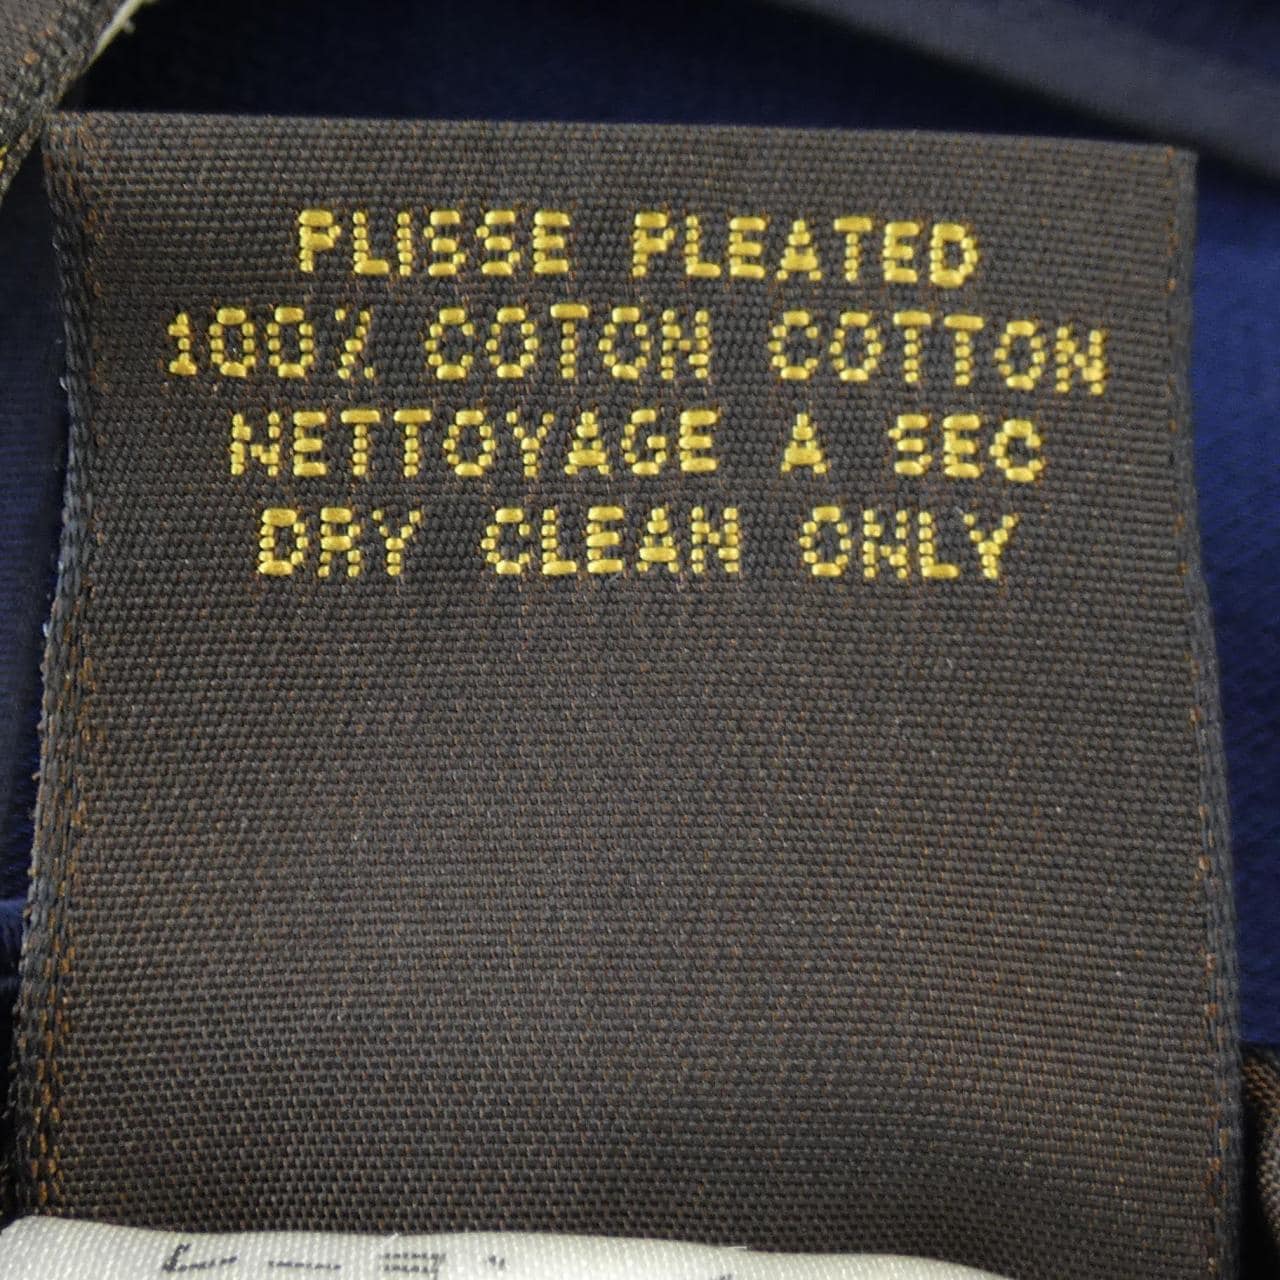 PLISSE PLEATED
100% COTON COTTON
NETTOYAGE A SEC
DRY CLEAN ONLY